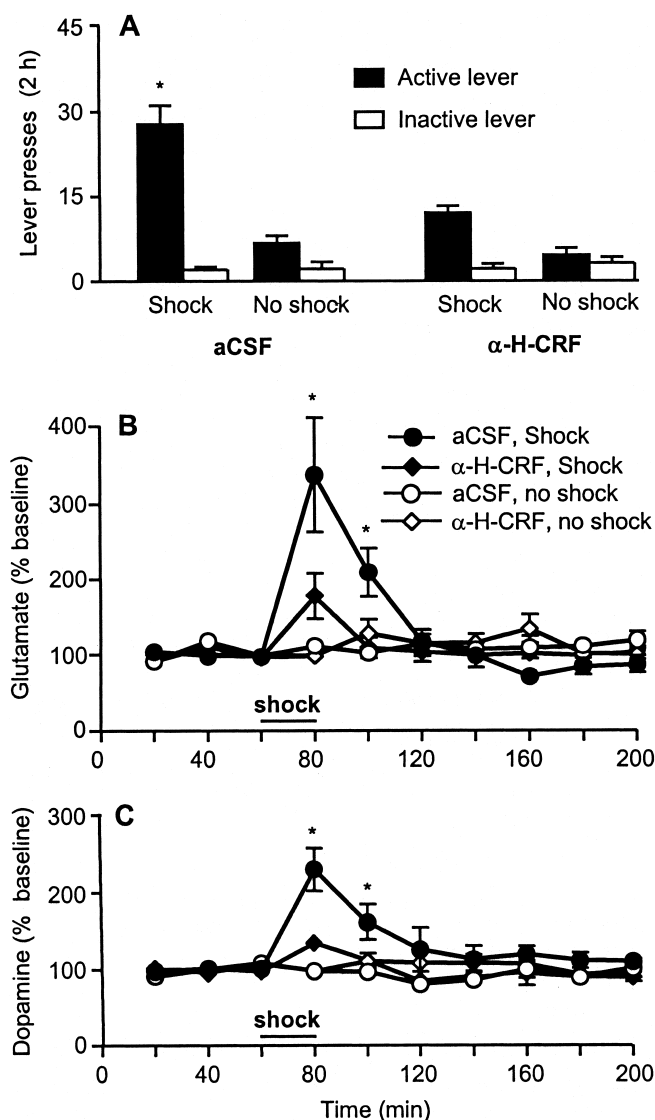 A
45
30
15
0
Lever presses (2 h)
*
Active lever
Inactive lever
Shock
No shock
Shock
No shock
aCSF
α-H-CRF
B
400
300
200
100
0
Glutamate (% baseline)
*
*
aCSF, Shock
α-H-CRF, Shock
aCSF, no shock
α-H-CRF, no shock
shock
0
40
80
120
160
200
C
300
200
100
0
Dopamine (% baseline)
*
*
shock
0
40
80
120
160
200
Time (min)